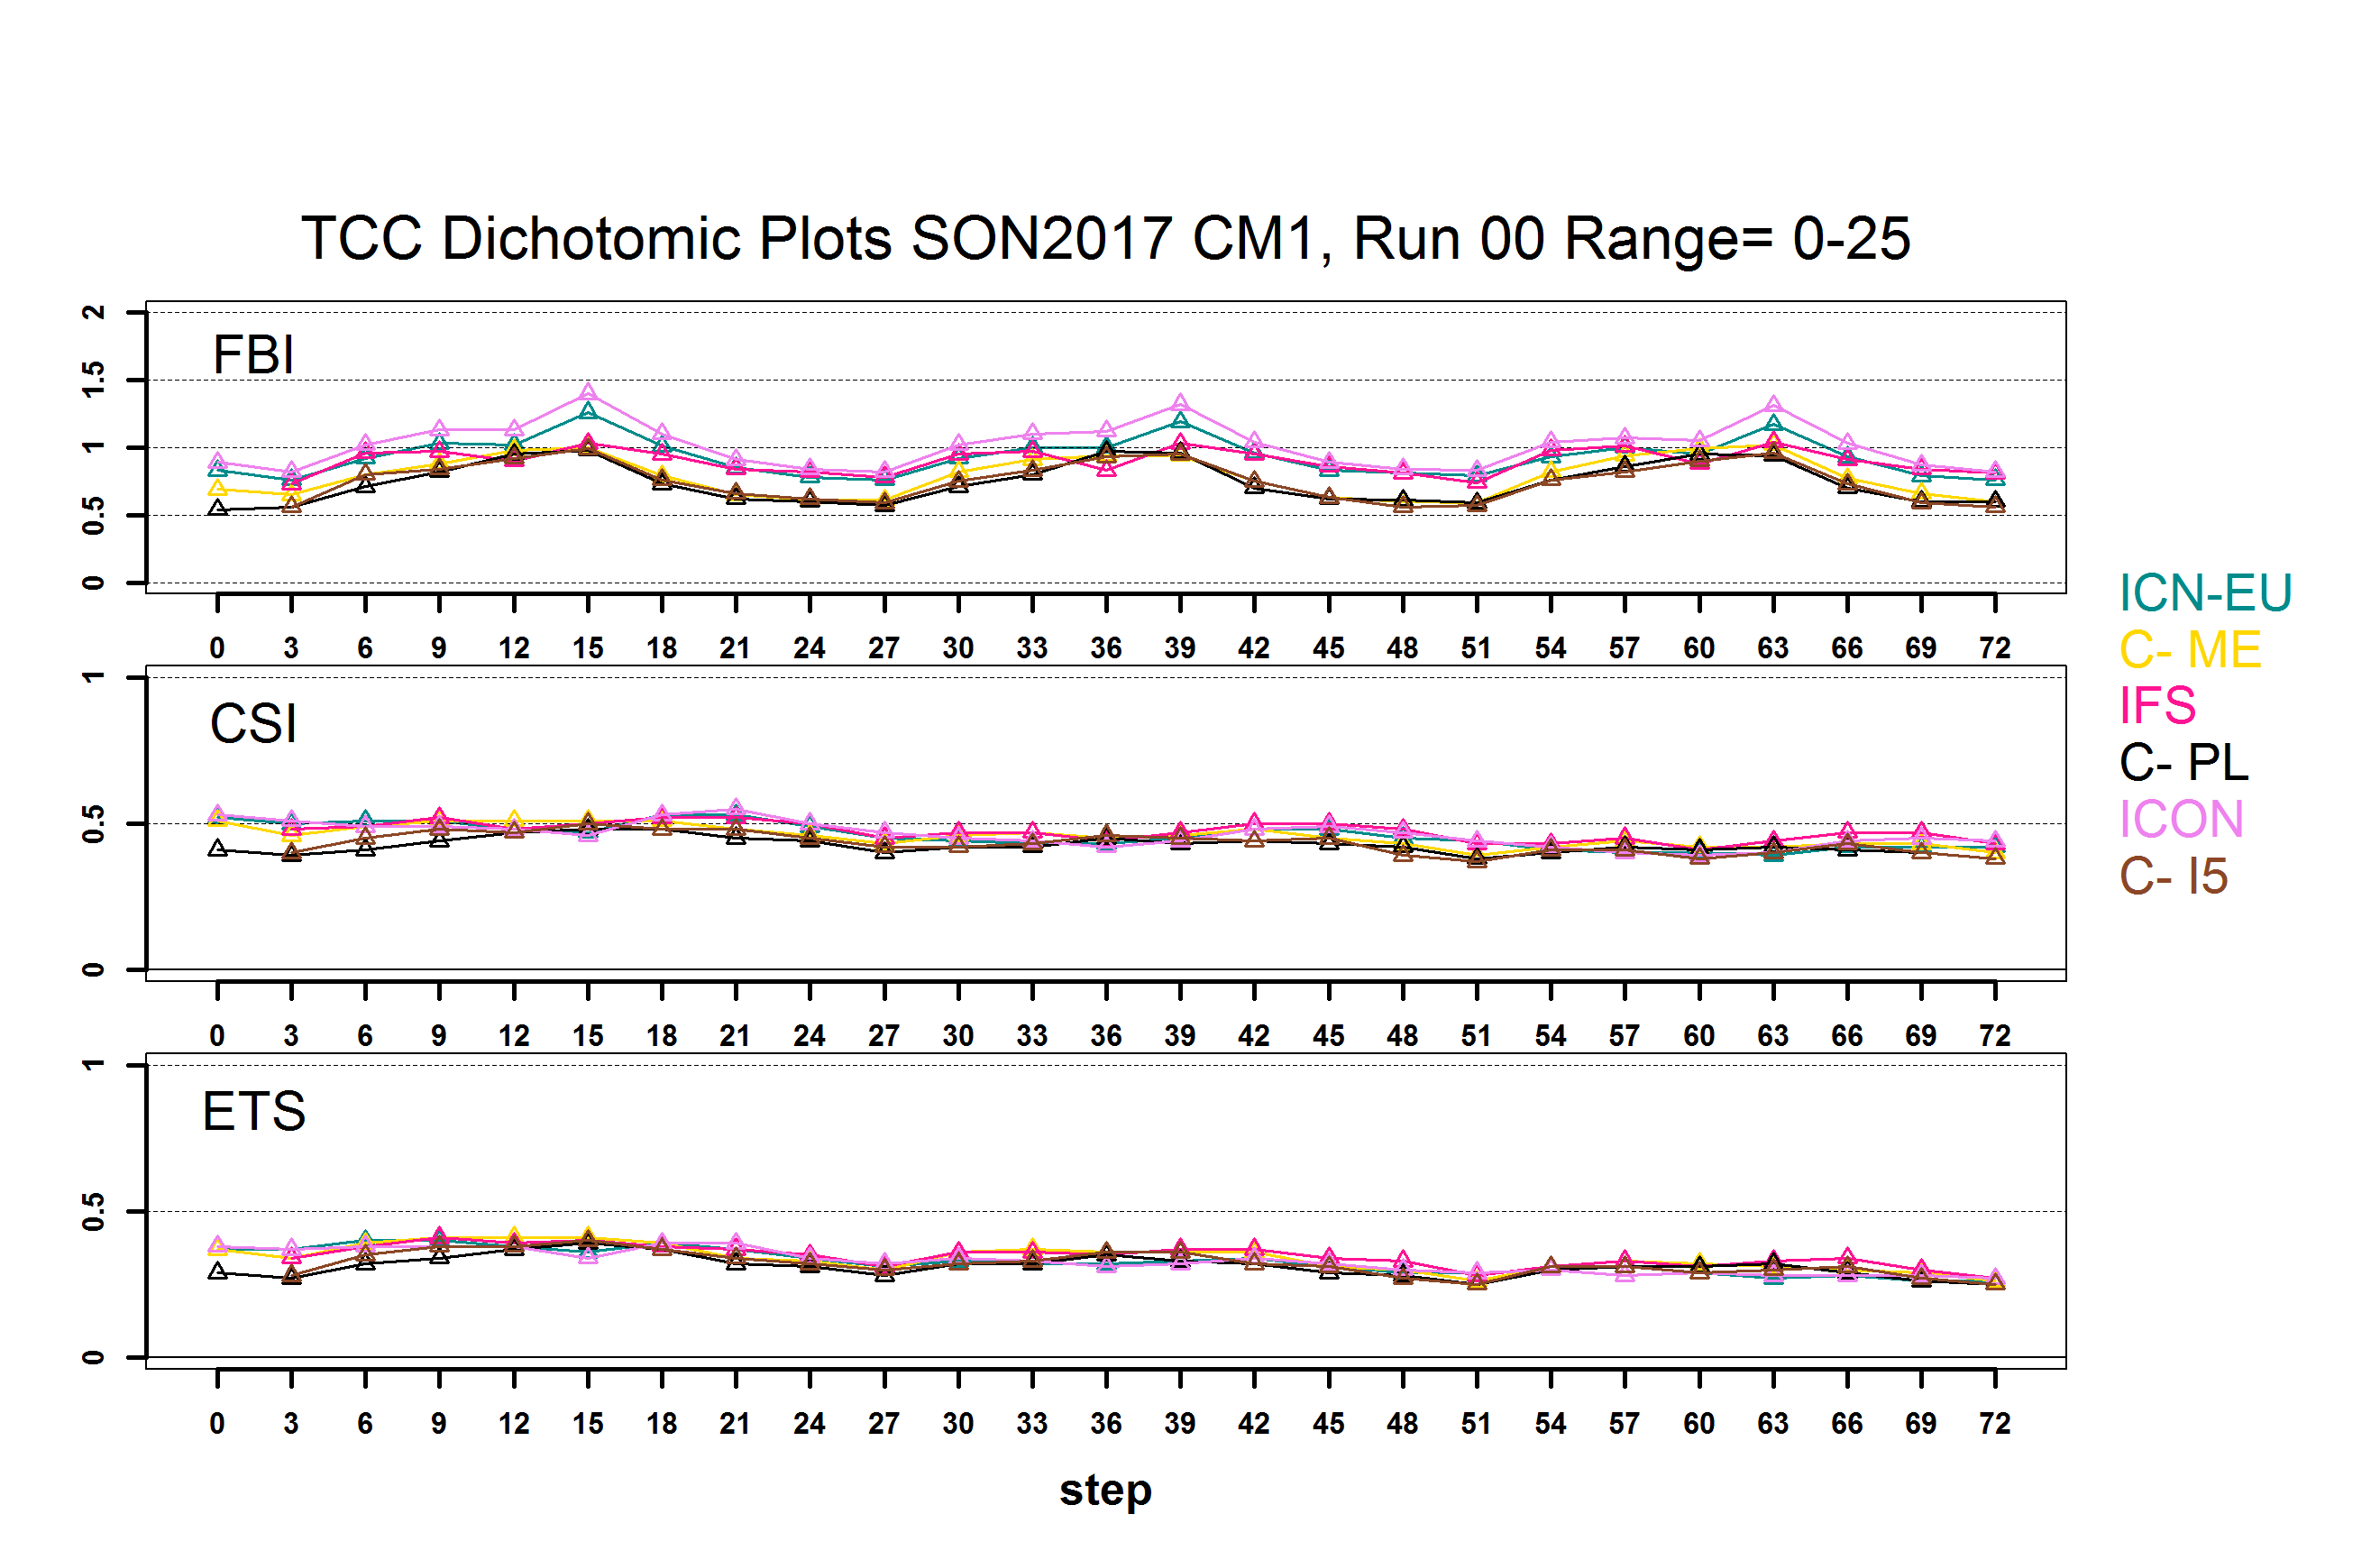 TCC Dichotomic Plots SON2017 CM1, Run 00 Range= 0-25
FBI
2
1.5
1
0.5
0
0 3 6 9 12 15 18 21 24 27 30 33 36 39 42 45 48 51 54 57 60 63 66 69 72
CSI
1
0.5
0
0 3 6 9 12 15 18 21 24 27 30 33 36 39 42 45 48 51 54 57 60 63 66 69 72
ETS
1
0.5
0
0 3 6 9 12 15 18 21 24 27 30 33 36 39 42 45 48 51 54 57 60 63 66 69 72
step
ICN-EU
C- ME
IFS
C- PL
ICON
C- I5